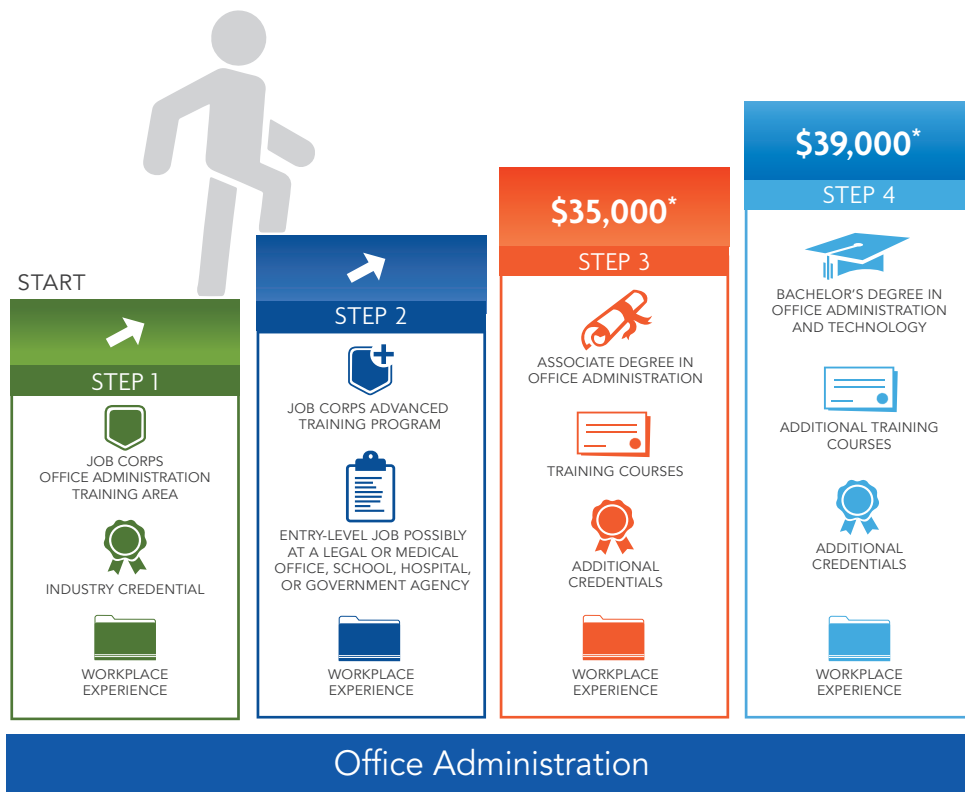 START
STEP 1
JOB CORPS
OFFICE ADMINISTRATION
TRAINING AREA
INDUSTRY CREDENTIAL
WORKPLACE
EXPERIENCE
STEP 2
JOB CORPS ADVANCED
TRAINING PROGRAM
ENTRY-LEVEL JOB POSSIBLY
AT A LEGAL OR MEDICAL
OFFICE, SCHOOL, HOSPITAL,
OR GOVERNMENT AGENCY
WORKPLACE
EXPERIENCE
$35,000*
STEP 3
ASSOCIATE DEGREE IN
OFFICE ADMINISTRATION
TRAINING COURSES
ADDITIONAL
CREDENTIALS
WORKPLACE
EXPERIENCE
$39,000*
STEP 4
BACHELOR'S DEGREE IN
OFFICE ADMINISTRATION
AND TECHNOLOGY
ADDITIONAL TRAINING
COURSES
ADDITIONAL
CREDENTIALS
WORKPLACE
EXPERIENCE
Office Administration